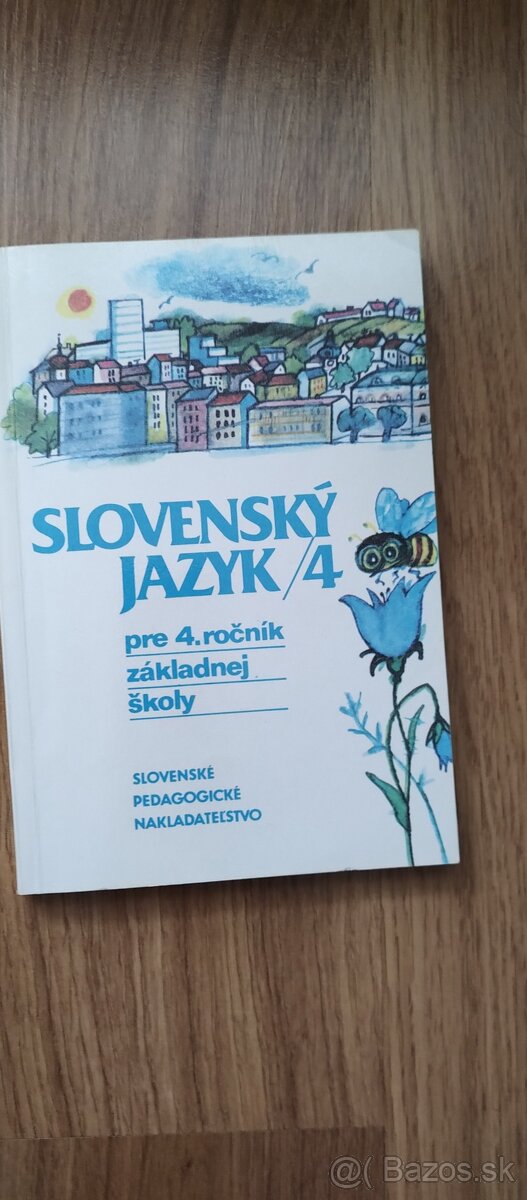 SLOVENSKÝ
JAZYK/4
pre 4. ročník
základnej
školy
SLOVENSKÉ
PEDAGOGICKÉ
NAKLADATEĽSTVO
@( Bazos.sk